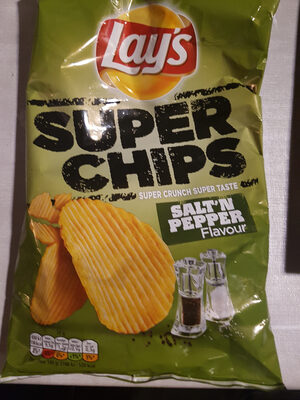 Lay's
SUPER
CHIPS
SUPER CRUNCH SUPER TASTE
SALT'N
PEPPER
Flavour